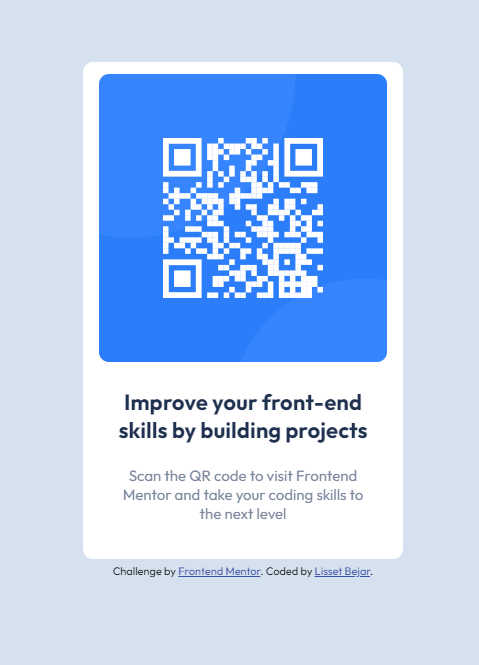 Improve your front-end
skills by building projects
Scan the QR code to visit Frontend
Mentor and take your coding skills to
the next level
Challenge by Frontend Mentor. Coded by Lisset Bejar.